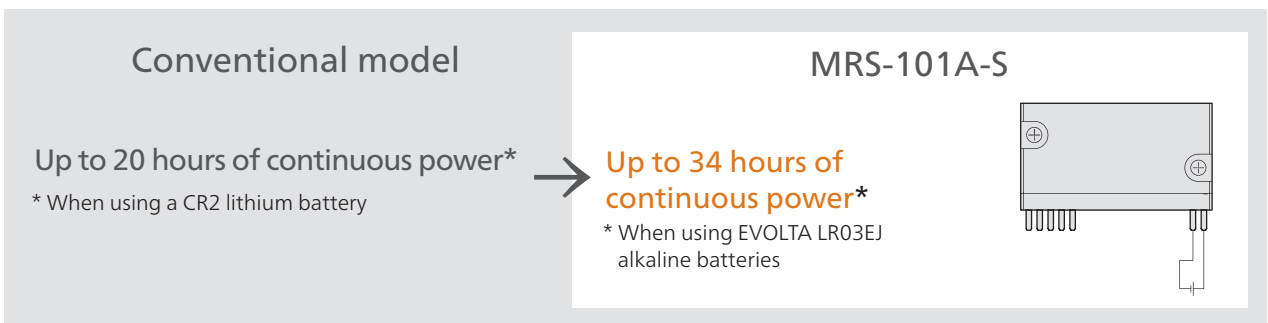 Conventional model
Up to 20 hours of continuous power*
* When using a CR2 lithium battery
MRS-101A-S
Up to 34 hours of
continuous power*
* When using EVOLTA LR03EJ
alkaline batteries